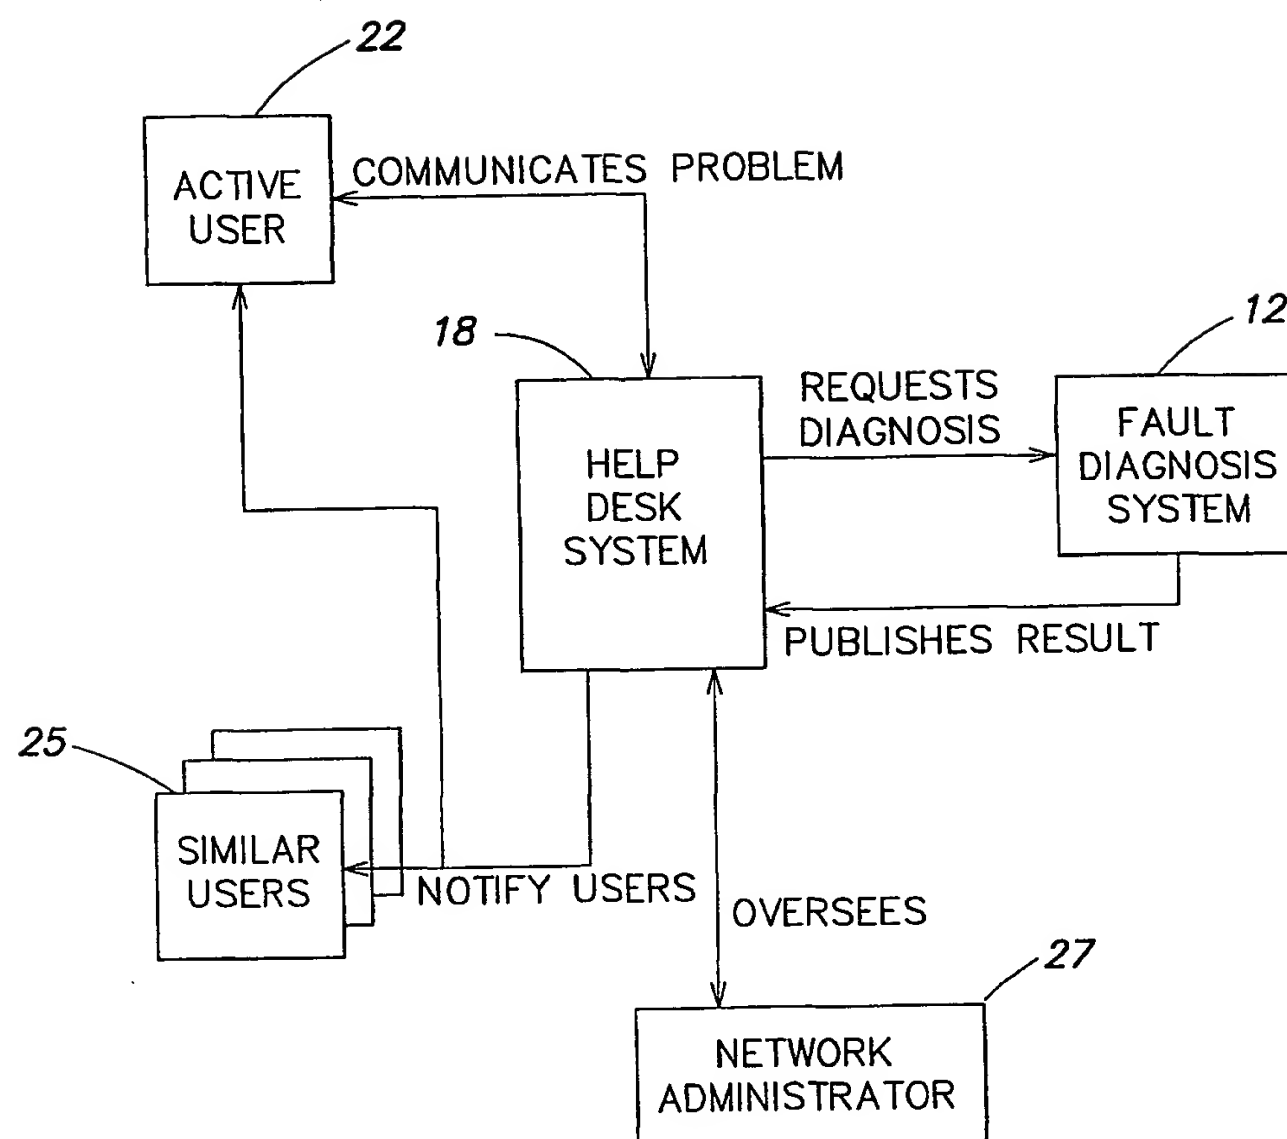 22
ACTIVE
USER
COMMUNICATES PROBLEM
18
12
HELP
DESK
SYSTEM
REQUESTS
DIAGNOSIS
FAULT
DIAGNOSIS
SYSTEM
PUBLISHES RESULT
25
SIMILAR
USERS
NOTIFY USERS
OVERSEES
27
NETWORK
ADMINISTRATOR